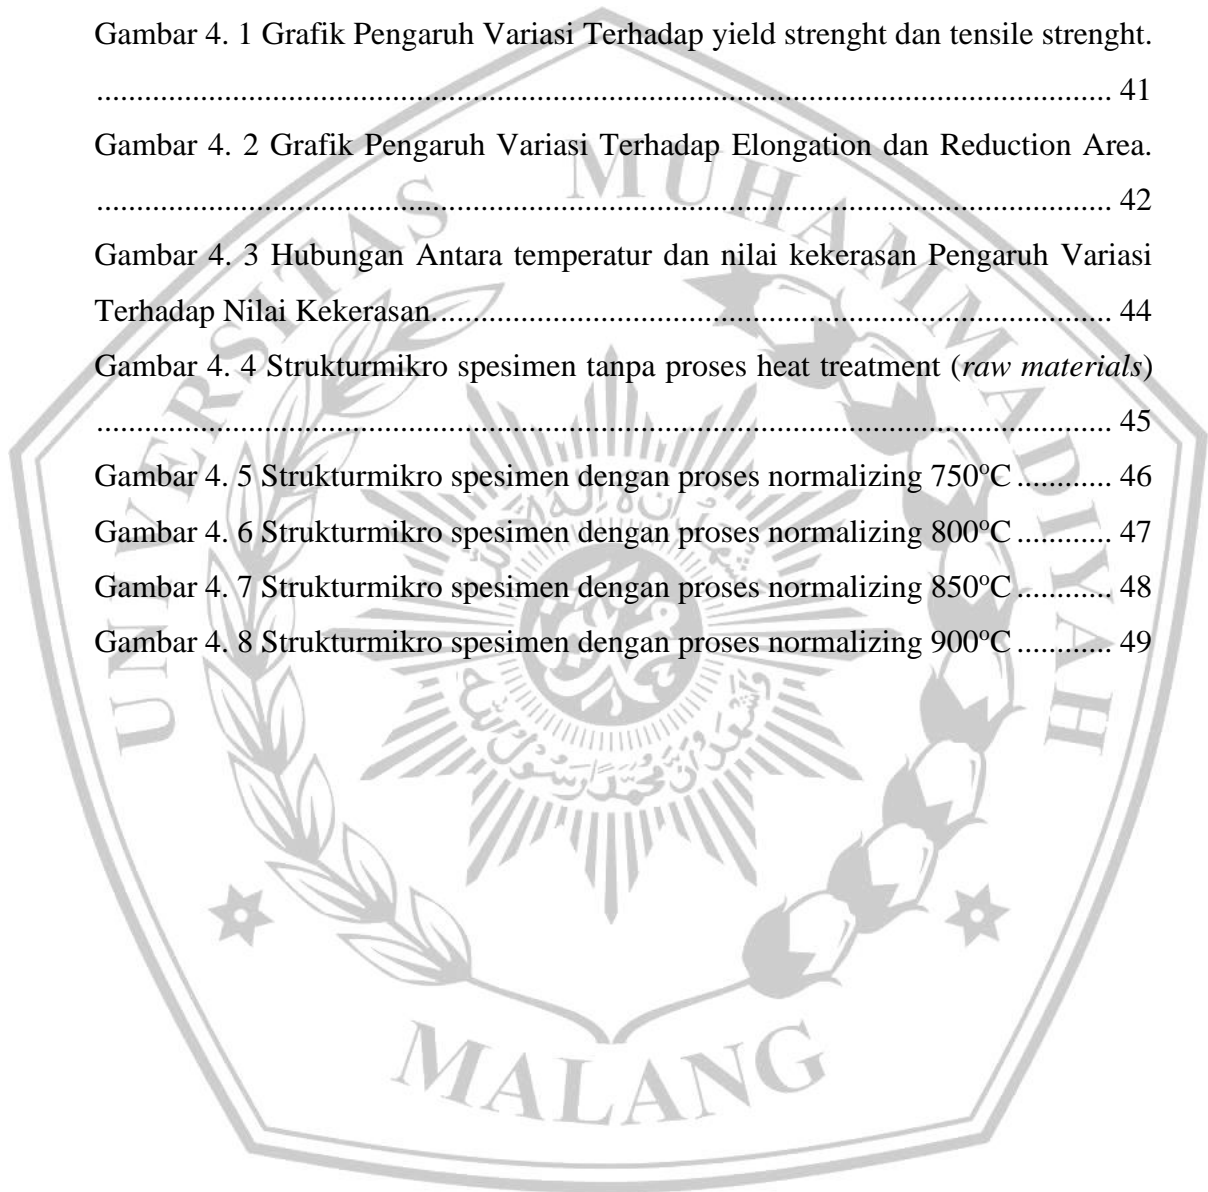 Gambar 4. 1 Grafik Pengaruh Variasi Terhadap yield strenght dan tensile strenght.
............................................................................................................................... 41
Gambar 4. 2 Grafik Pengaruh Variasi Terhadap Elongation dan Reduction Area.
............................................................................................................................... 42
Gambar 4. 3 Hubungan Antara temperatur dan nilai kekerasan Pengaruh Variasi
Terhadap Nilai Kekerasan..................................................................................... 44
Gambar 4. 4 Strukturmikro spesimen tanpa proses heat treatment (raw materials)
............................................................................................................................... 45
Gambar 4. 5 Strukturmikro spesimen dengan proses normalizing 750ºC ............ 46
Gambar 4. 6 Strukturmikro spesimen dengan proses normalizing 800ºC ............ 47
Gambar 4. 7 Strukturmikro spesimen dengan proses normalizing 850ºC ............ 48
Gambar 4. 8 Strukturmikro spesimen dengan proses normalizing 900ºC ............ 49
UNIVERSITAS MUHAMMADIYAH
MALANG